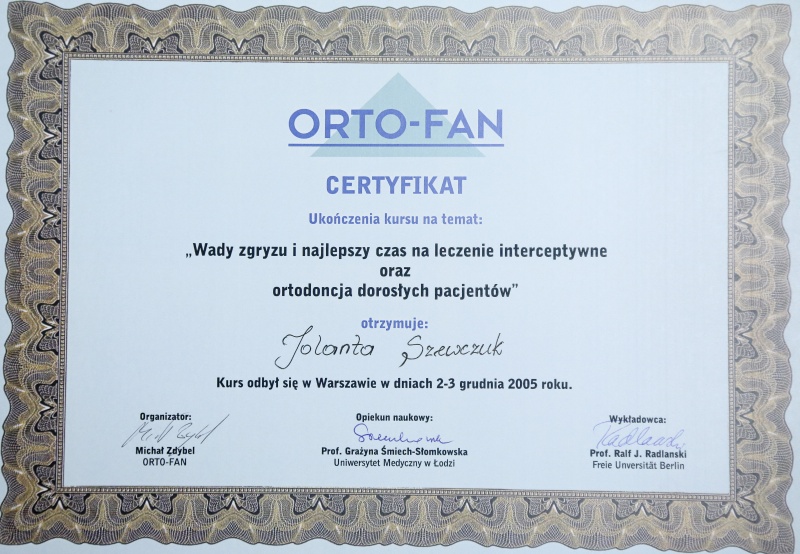 ORTO-FAN
CERTYFIKAT
Ukończenia kursu na temat:
„Wady zgryzu i najlepszy czas na leczenie interceptywne
oraz
ortodoncja dorosłych pacjentów”
otrzymuje:
Jolanta Szewczuk
Kurs odbył się w Warszawie w dniach 2-3 grudnia 2005 roku.
Organizator:
Michał Zdybel
ORTO-FAN
Opiekun naukowy:
Prof. Grażyna Śmiech-Słomkowska
Uniwersytet Medyczny w Łodzi
Wykładowca:
Prof. Ralf J. Radlanski
Freie Unversität Berlin